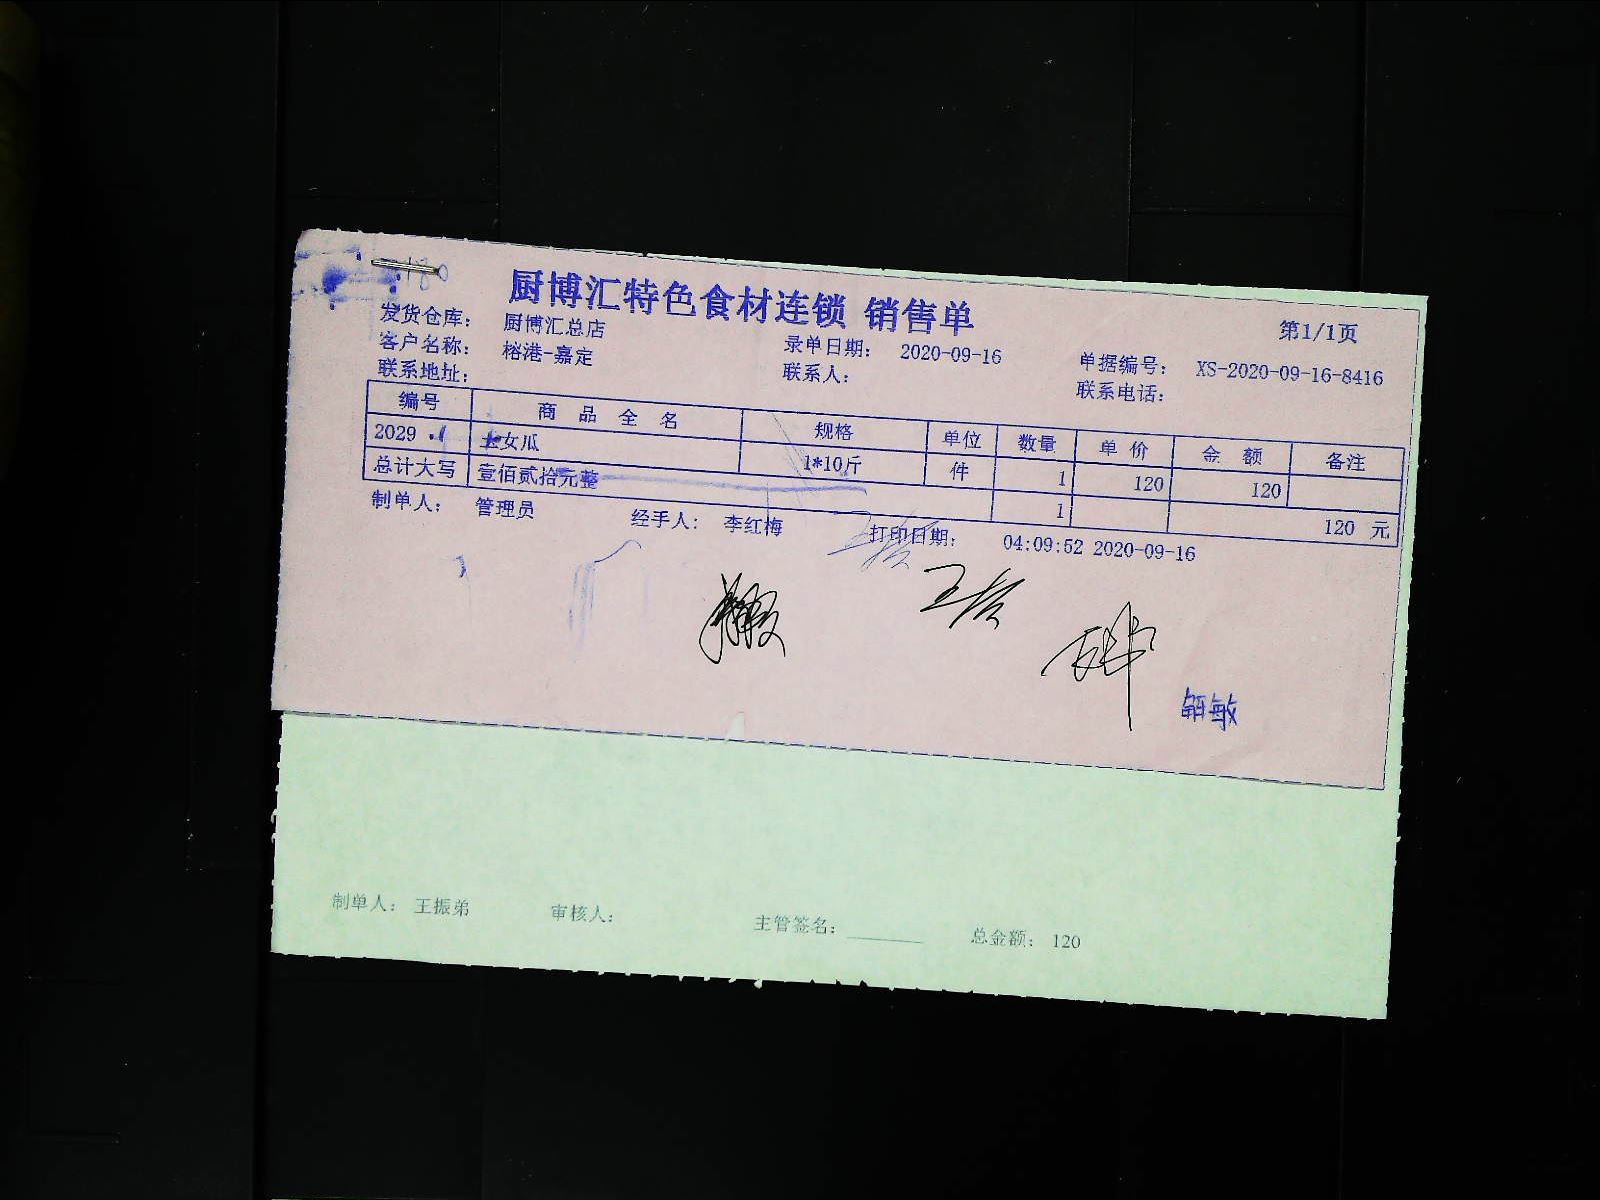 厨博汇特色食材连锁 销售单
第1/1页
发货仓库： 厨博汇总店
客户名称： 榕港-嘉定 录单日期： 2020-09-16 单据编号： XS-2020-09-16-8416
联系地址： 联系人： 联系电话：
编号 商 品 全 名 规格 单位 数量 单 价 金 额 备注
2029 女瓜 1*10斤 件 1 120 120
总计大写 壹佰贰拾元整 1 120 元
制单人： 管理员 经手人： 李红梅 打印日期： 04:09:52 2020-09-16
敏
制单人： 王振弟 审核人： 主管签名： 总金额： 120